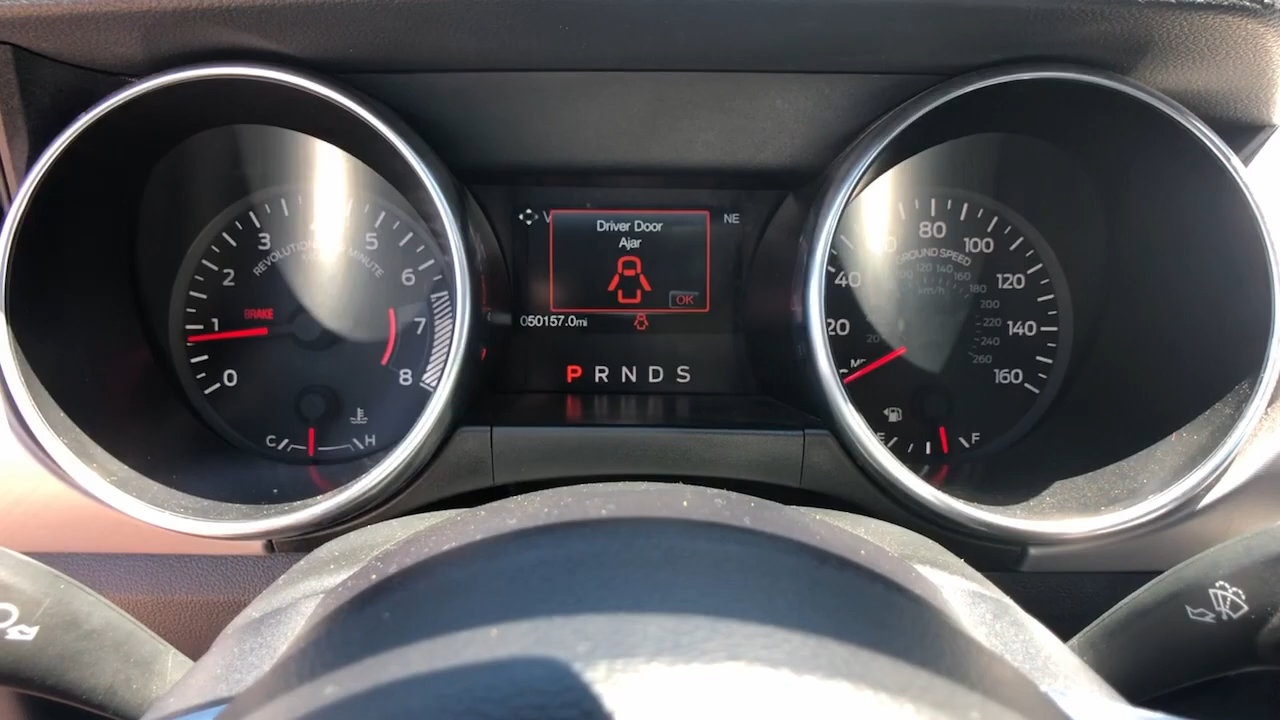 3
5
2
6
REVOLUTIONS
MINUTE
BRAKE
1
7
0
8
C
H
V
NE
Driver Door
Ajar
OK
050157.0mi
P R N D S
80
100
GROUND SPEED
40
120
120 140 160
km/h
180
200
20
220
140
20
240
260
160
E
F